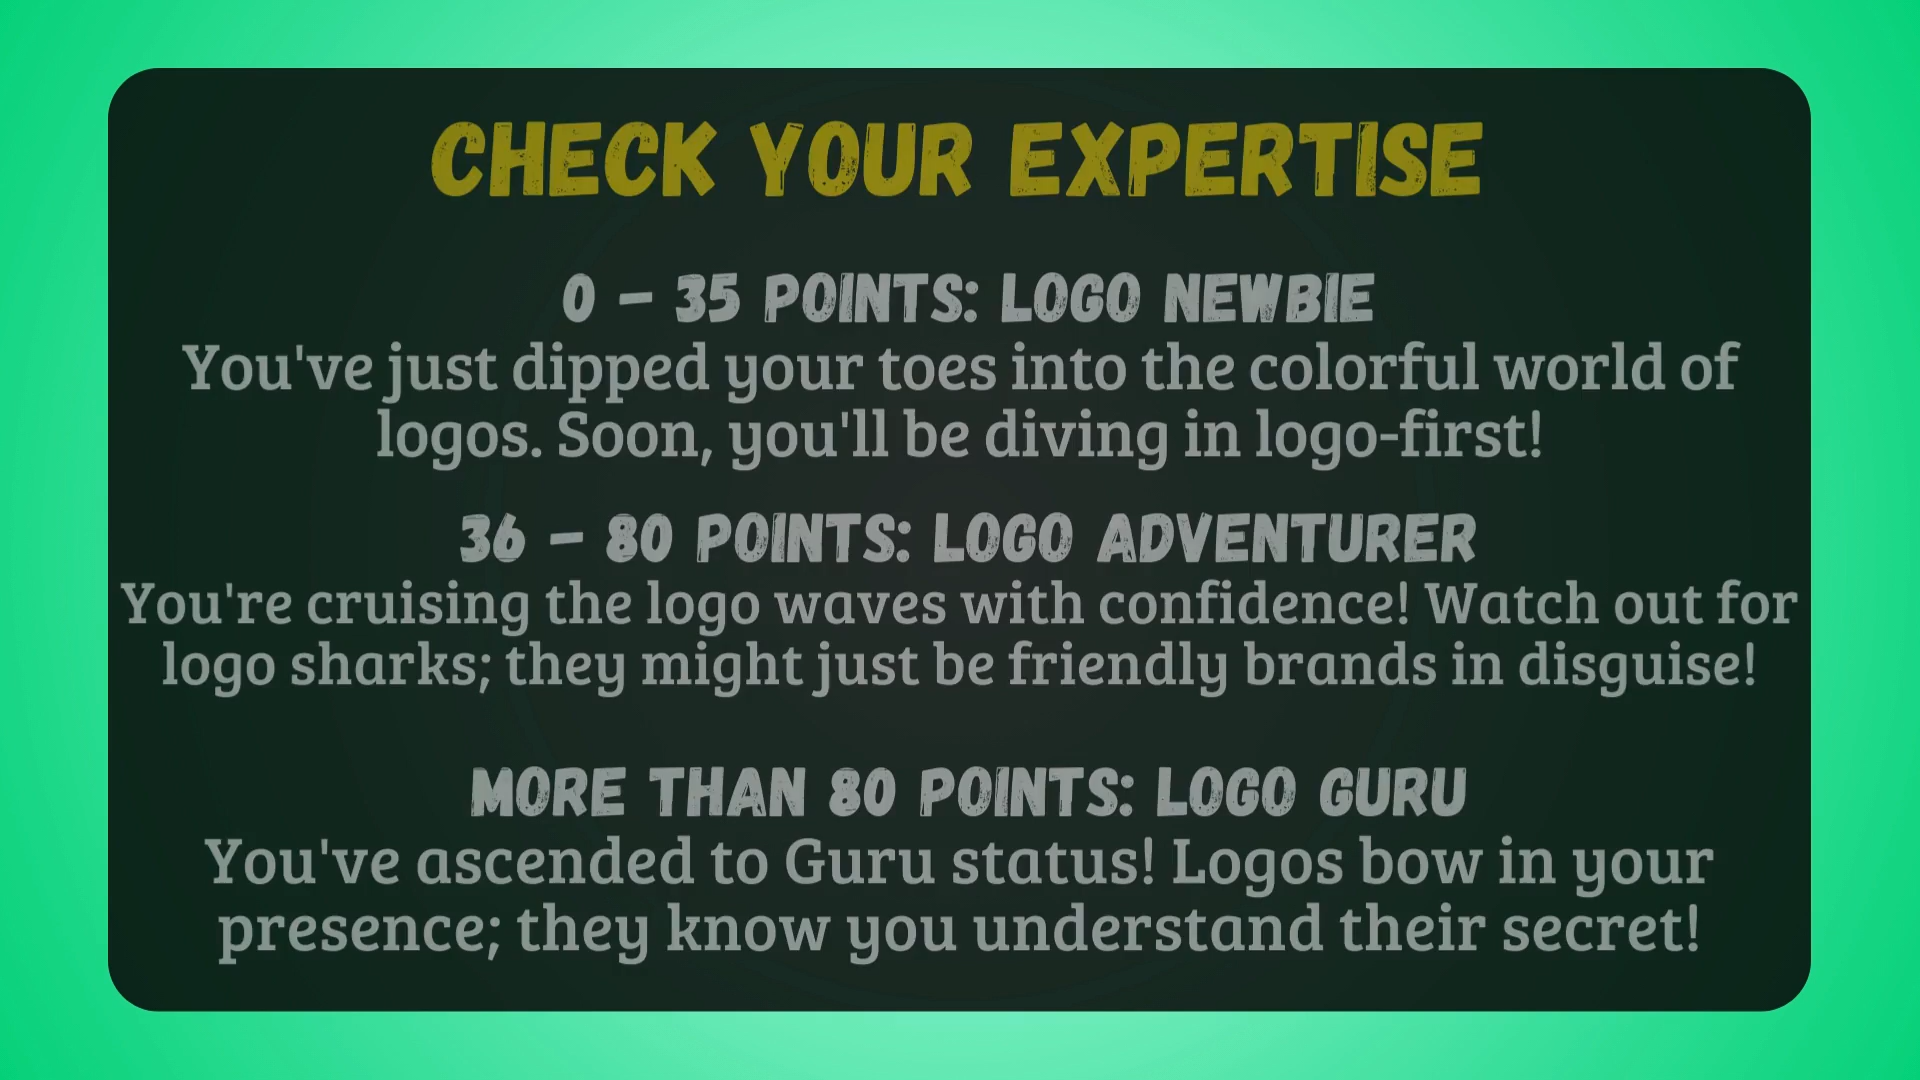 CHECK YOUR EXPERTISE
0 – 35 POINTS: LOGO NEWBIE
You've just dipped your toes into the colorful world of
logos. Soon, you'll be diving in logo-first!
36 – 80 POINTS: LOGO ADVENTURER
You're cruising the logo waves with confidence! Watch out for
logo sharks; they might just be friendly brands in disguise!
MORE THAN 80 POINTS: LOGO GURU
You've ascended to Guru status! Logos bow in your
presence; they know you understand their secret!